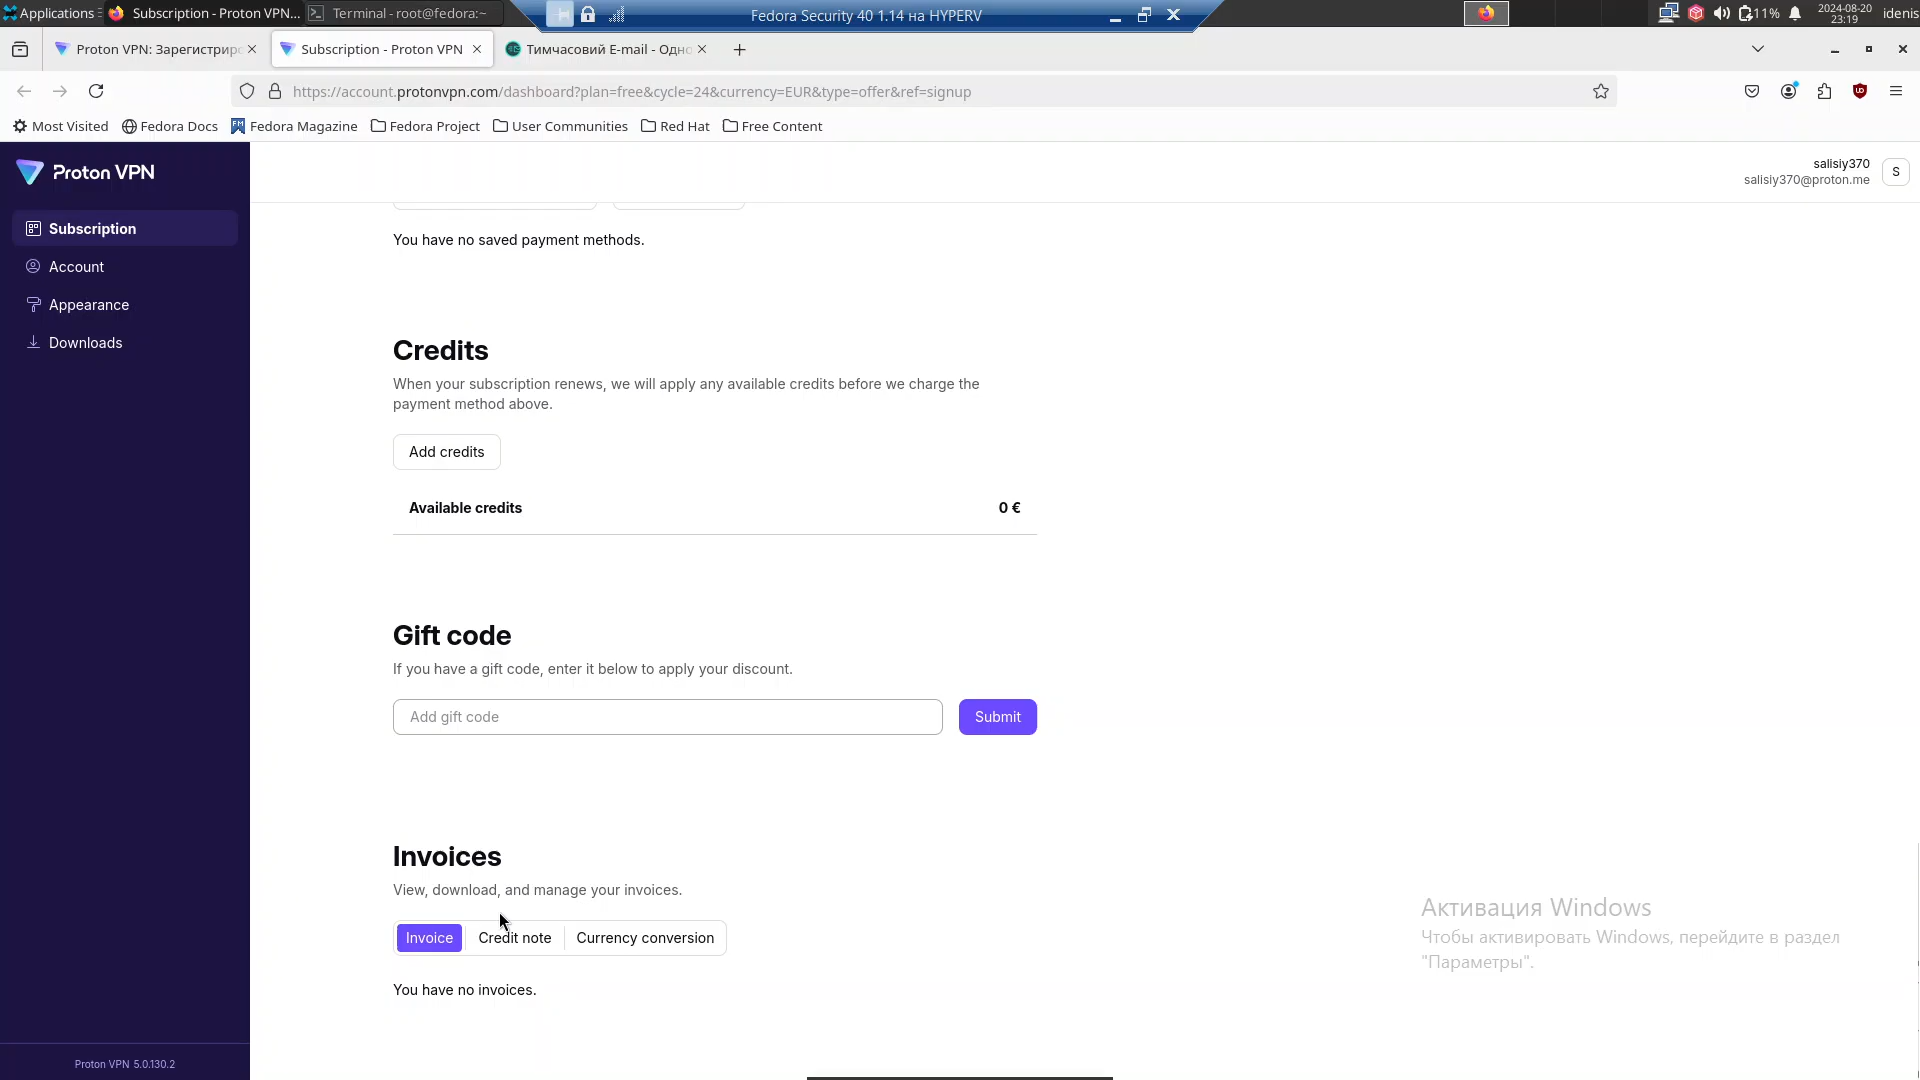 Applications
Subscription - Proton VPN...
Terminal - root@fedora:~
Fedora Security 40 1.14 на HYPERV
11%
2024-08-20
23:19
idenis
Proton VPN: Зарегистрир
Subscription - Proton VPN
Тимчасовий E-mail - Одно
https://account.protonvpn.com/dashboard?plan=free&cycle=24&currency=EUR&type=offer&ref=signup
Most Visited
Fedora Docs
Fedora Magazine
Fedora Project
User Communities
Red Hat
Free Content
Proton VPN
salisiy370
salisiy370@proton.me
S
Subscription
Account
Appearance
Downloads
You have no saved payment methods.
Credits
When your subscription renews, we will apply any available credits before we charge the
payment method above.
Add credits
Available credits 0 €
Gift code
If you have a gift code, enter it below to apply your discount.
Add gift code
Submit
Invoices
View, download, and manage your invoices.
Invoice
Credit note
Currency conversion
You have no invoices.
Активация Windows
Чтобы активировать Windows, перейдите в раздел
"Параметры".
Proton VPN 5.0.130.2